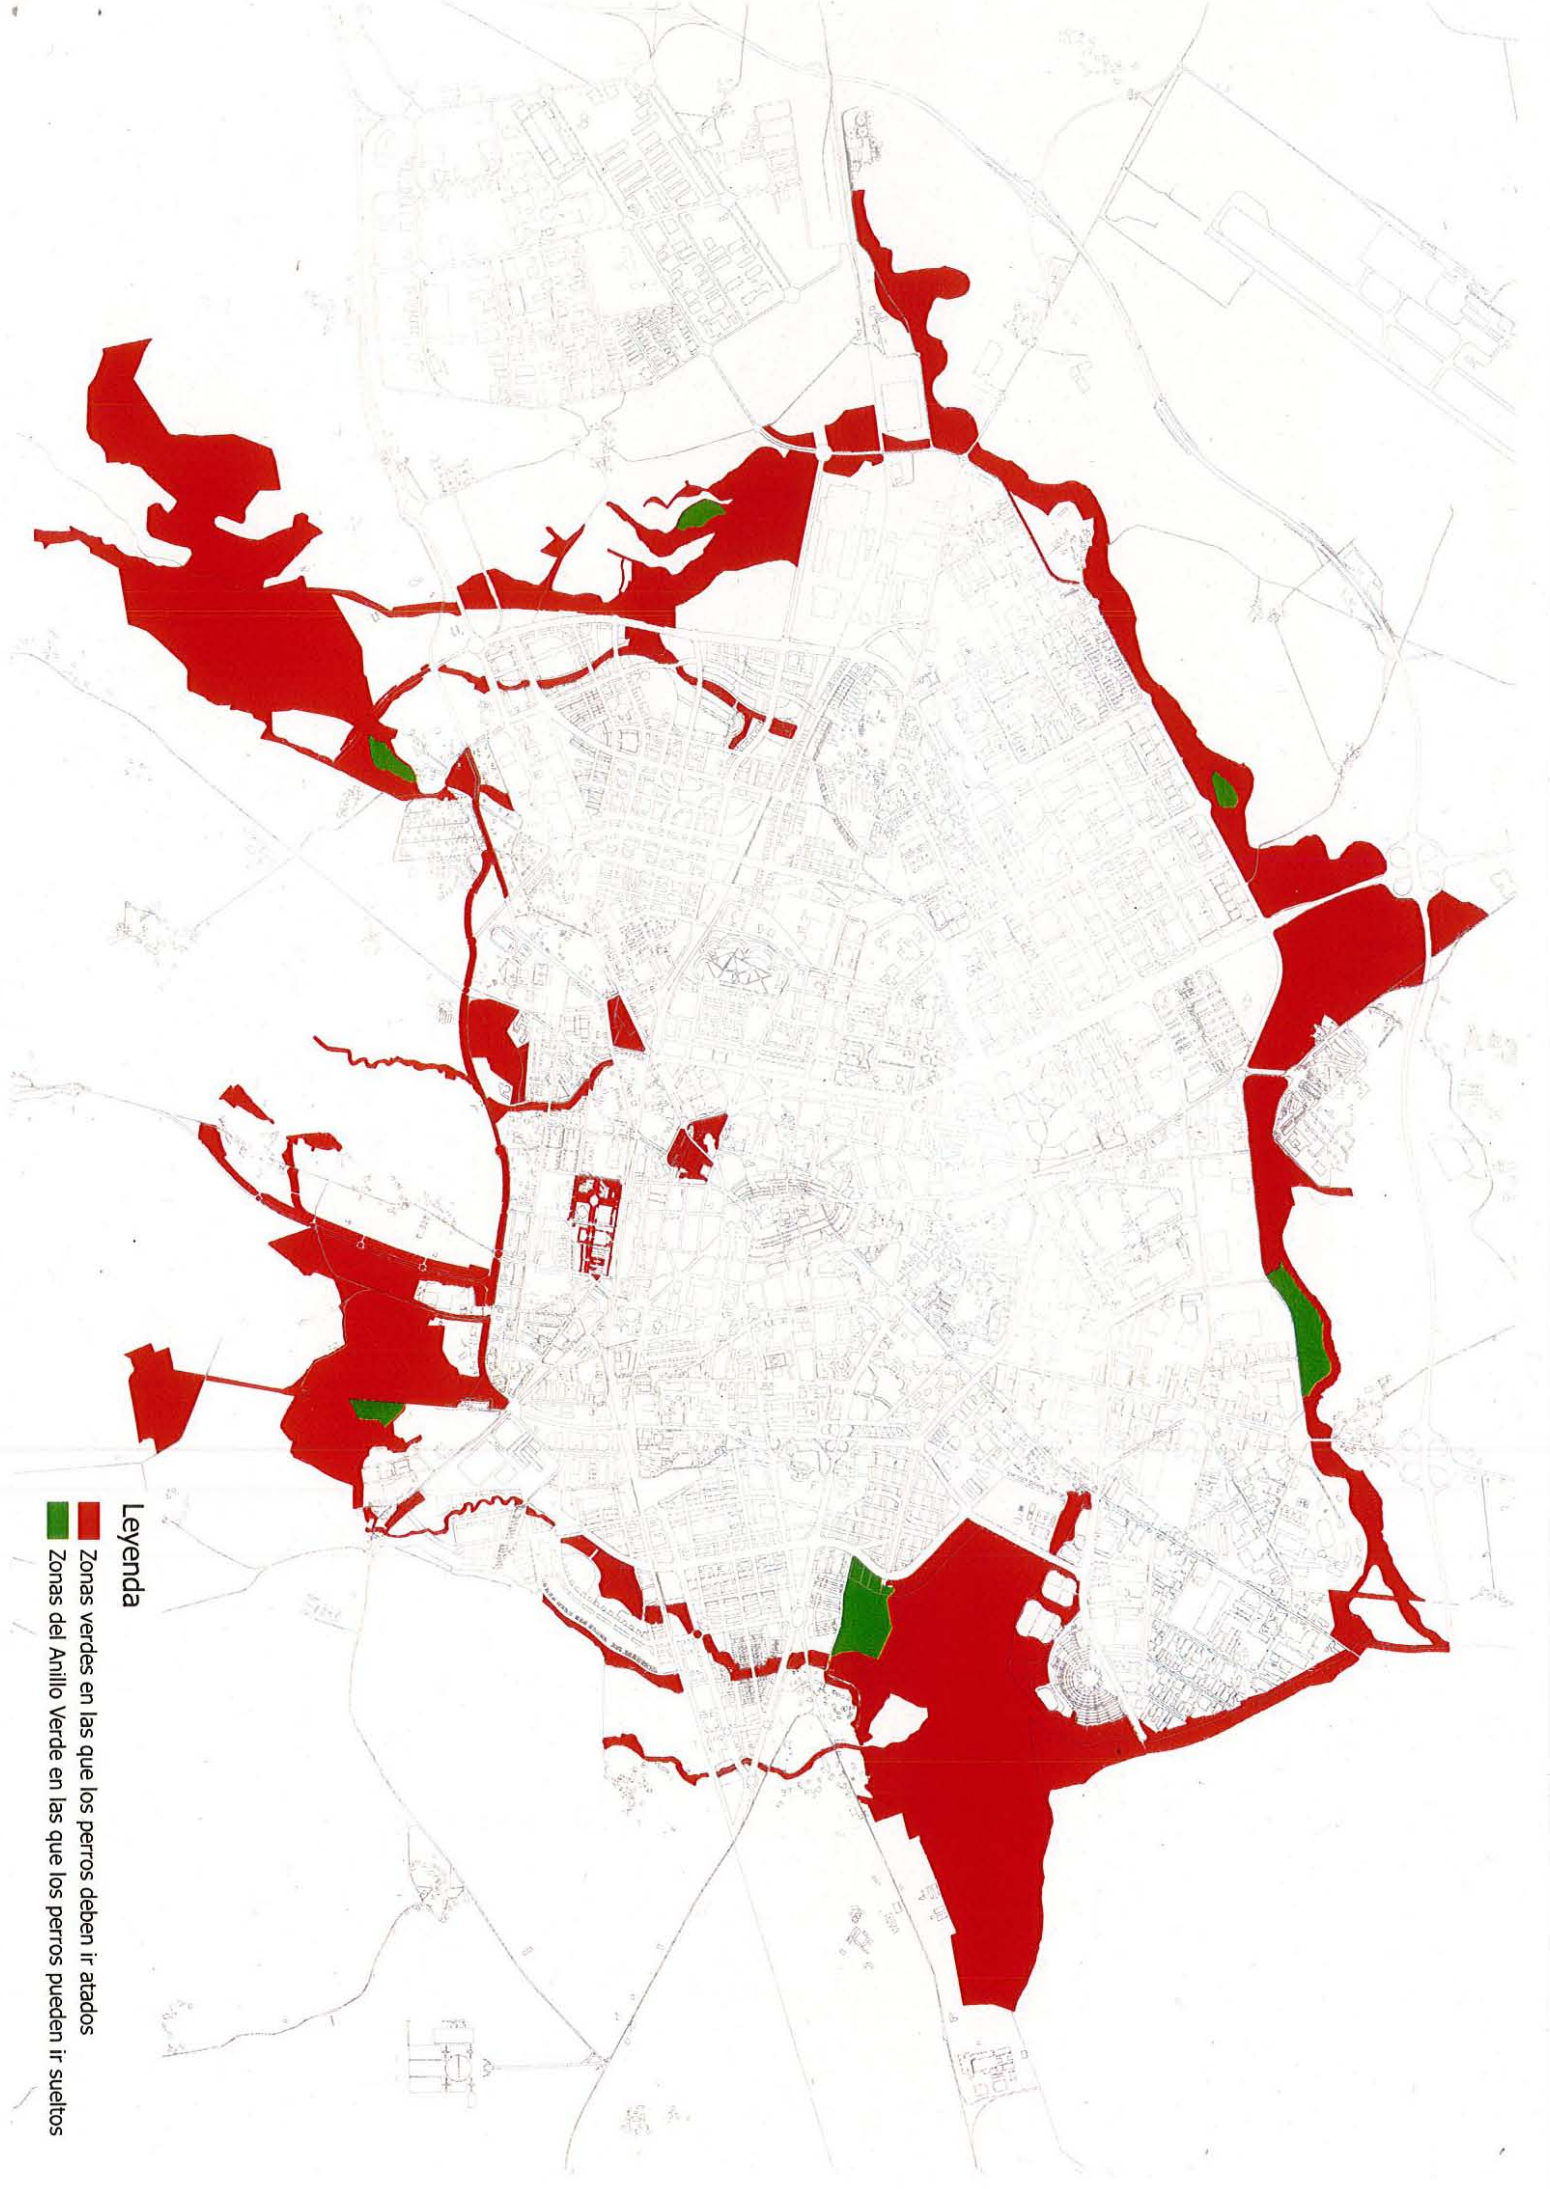 Leyenda
Zonas verdes en las que los perros deben ir atados
Zonas del Anillo Verde en las que los perros pueden ir sueltos